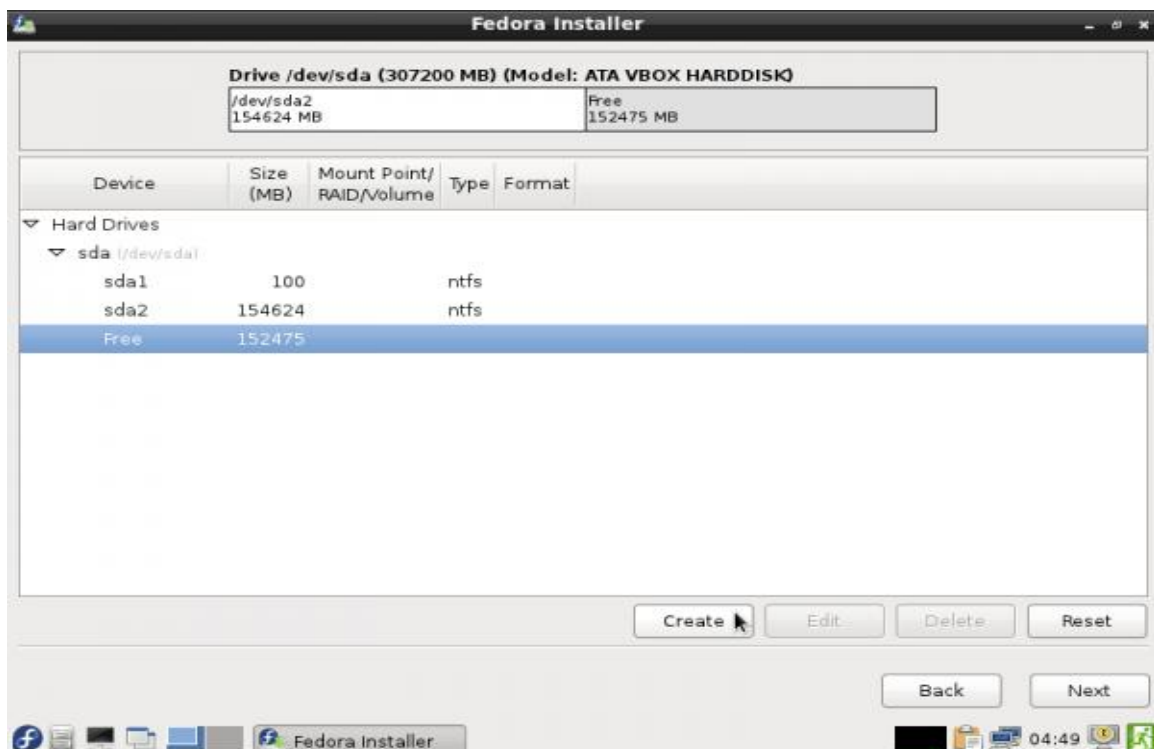 Fedora Installer
Drive /dev/sda (307200 MB) (Model: ATA VBOX HARDDISK)
/dev/sda2
154624 MB
Free
152475 MB
Device
Size
(MB)
Mount Point/
RAID/Volume
Type
Format
Hard Drives
sda (/dev/sda)
sda1 100 ntfs
sda2 154624 ntfs
Free 152475
Create Edit Delete Reset
Back Next
Fedora Installer
04:49